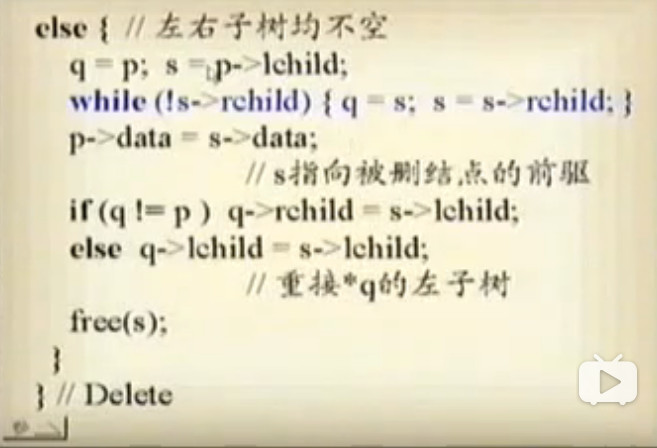 else { // 左右子树均不空
q = p; s = p->lchild;
while (!s->rchild) { q = s; s = s->rchild; }
p->data = s->data;
// s指向被删结点的前驱
if (q != p ) q->rchild = s->lchild;
else q->lchild = s->lchild;
// 重接*q的左子树
free(s);
}
} // Delete